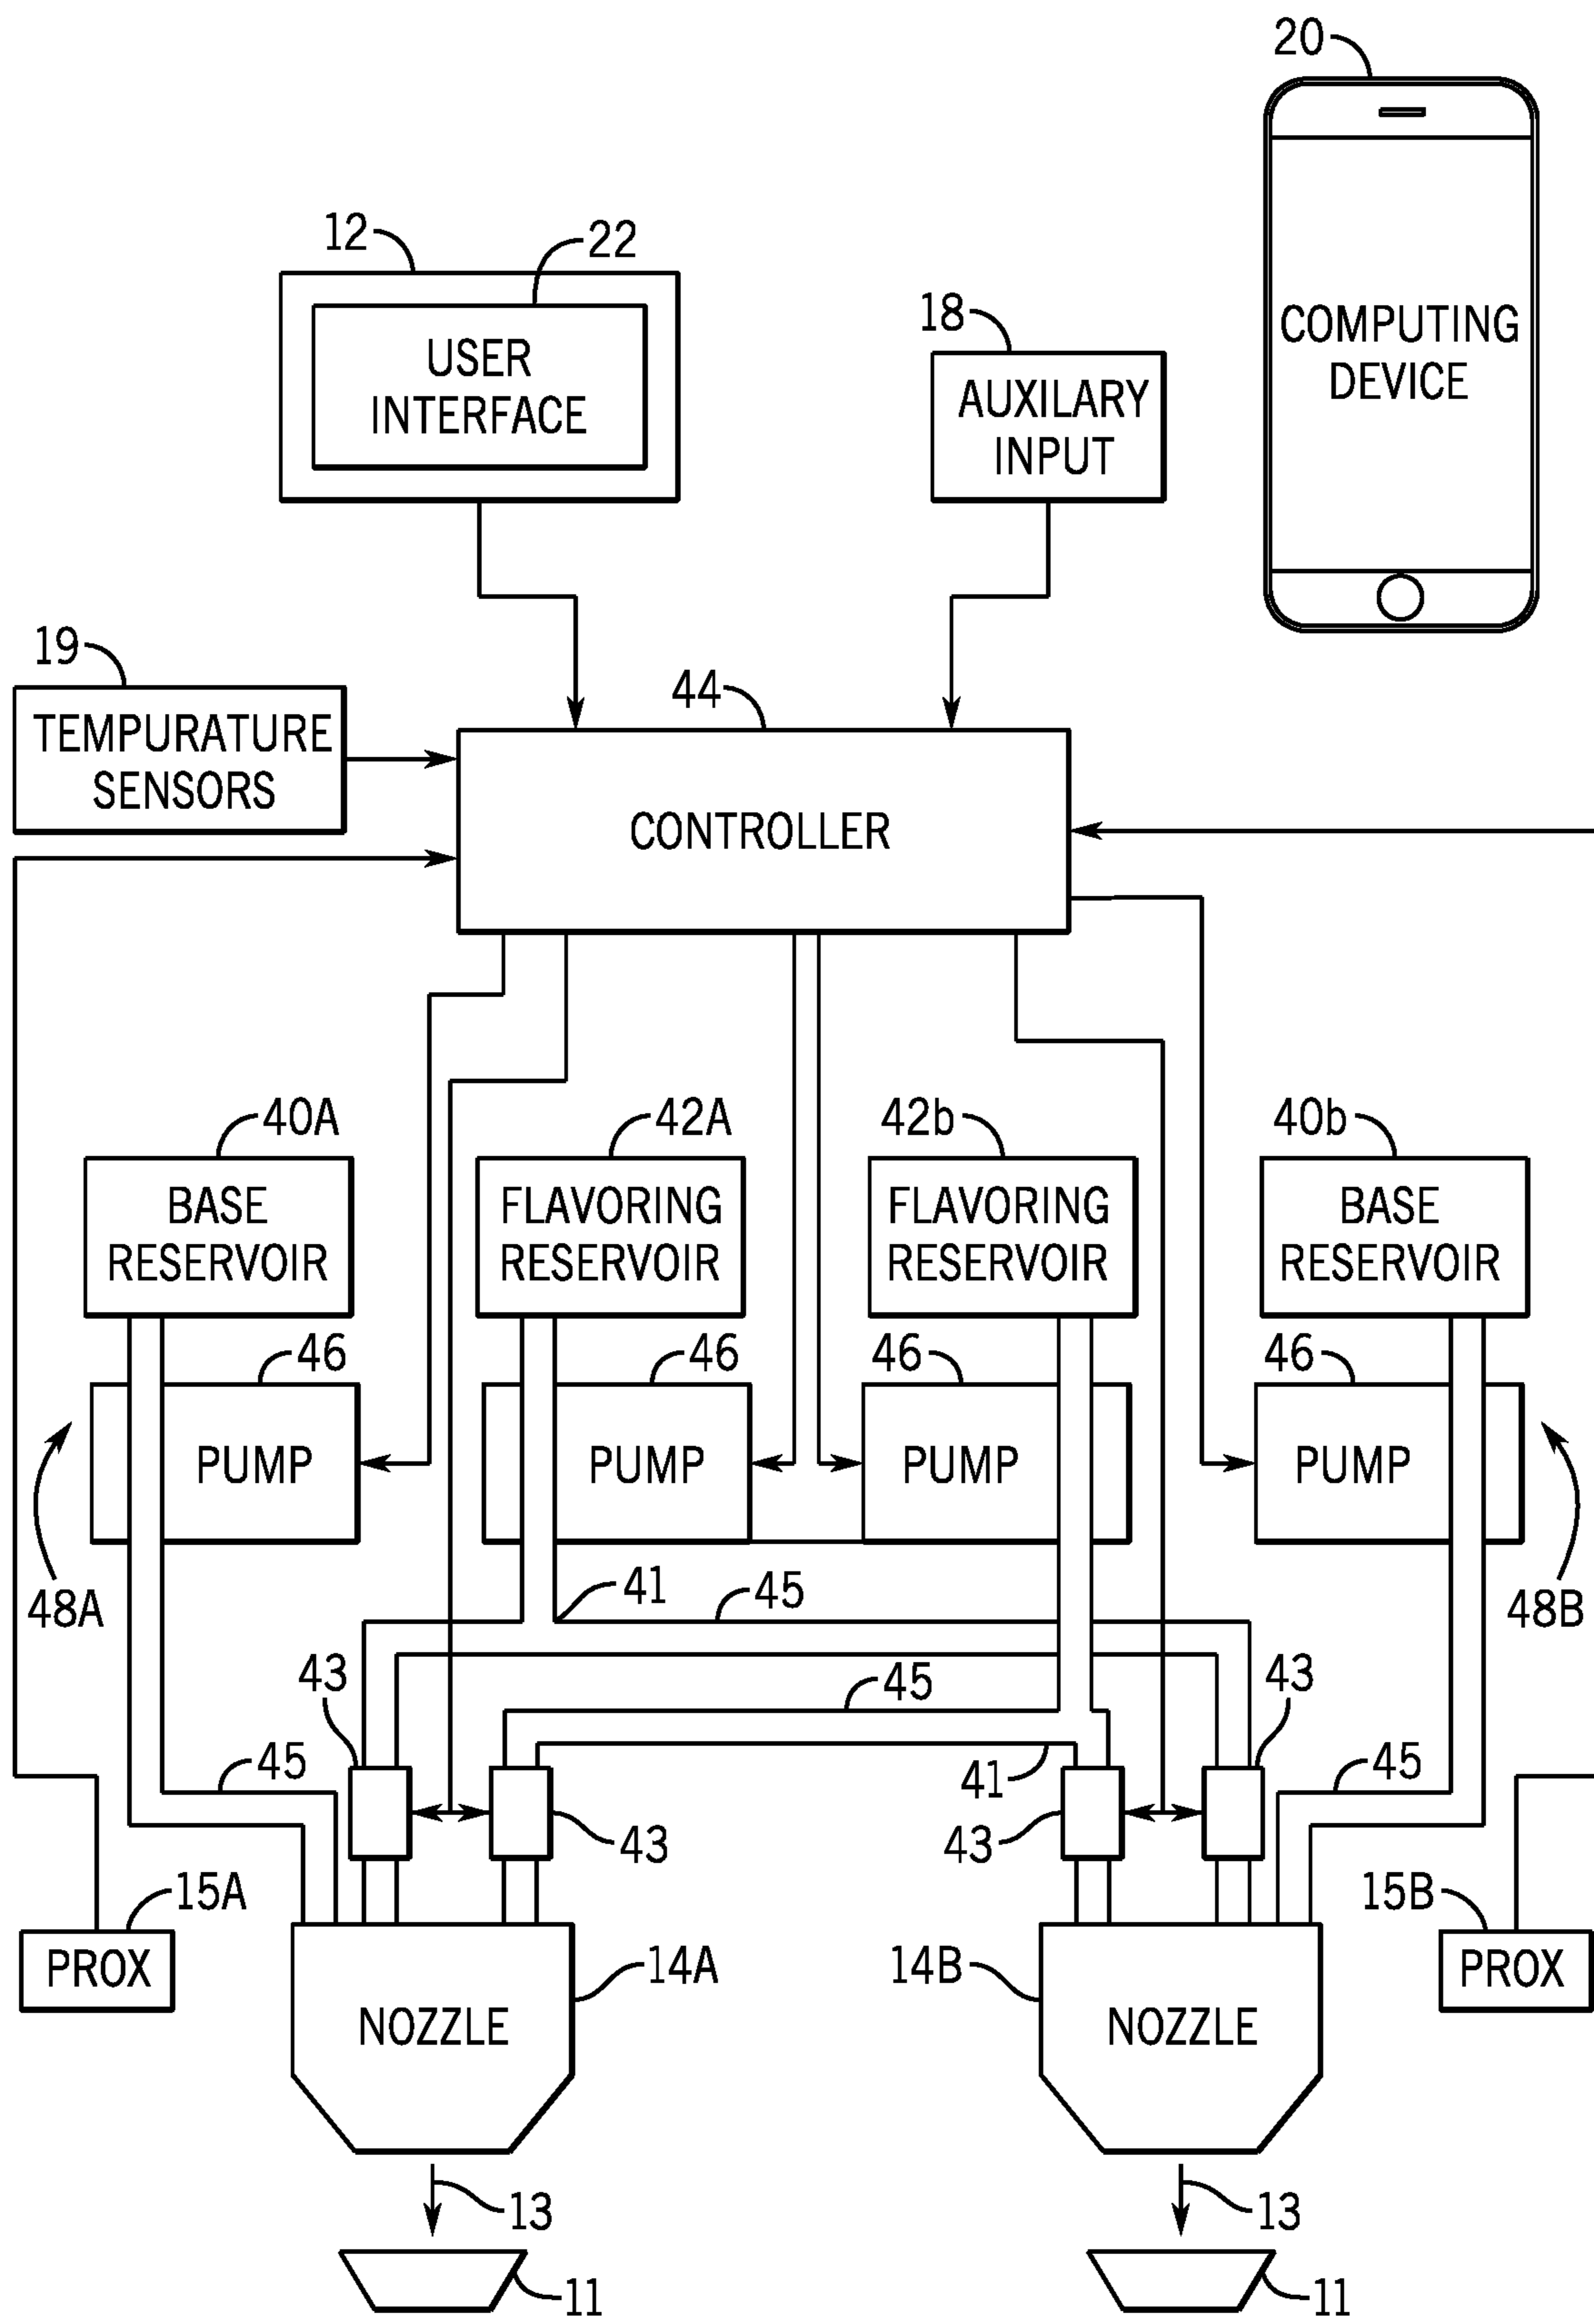 20
COMPUTING
DEVICE
12
22
USER
INTERFACE
18
AUXILARY
INPUT
19
TEMPURATURE
SENSORS
44
CONTROLLER
40A
42A
42b
40b
BASE
RESERVOIR
FLAVORING
RESERVOIR
FLAVORING
RESERVOIR
BASE
RESERVOIR
46
46
46
46
PUMP
PUMP
PUMP
PUMP
48A
41
45
48B
43
45
43
45
41
45
43
43
15A
15B
PROX
14A
14B
PROX
NOZZLE
NOZZLE
13
13
11
11